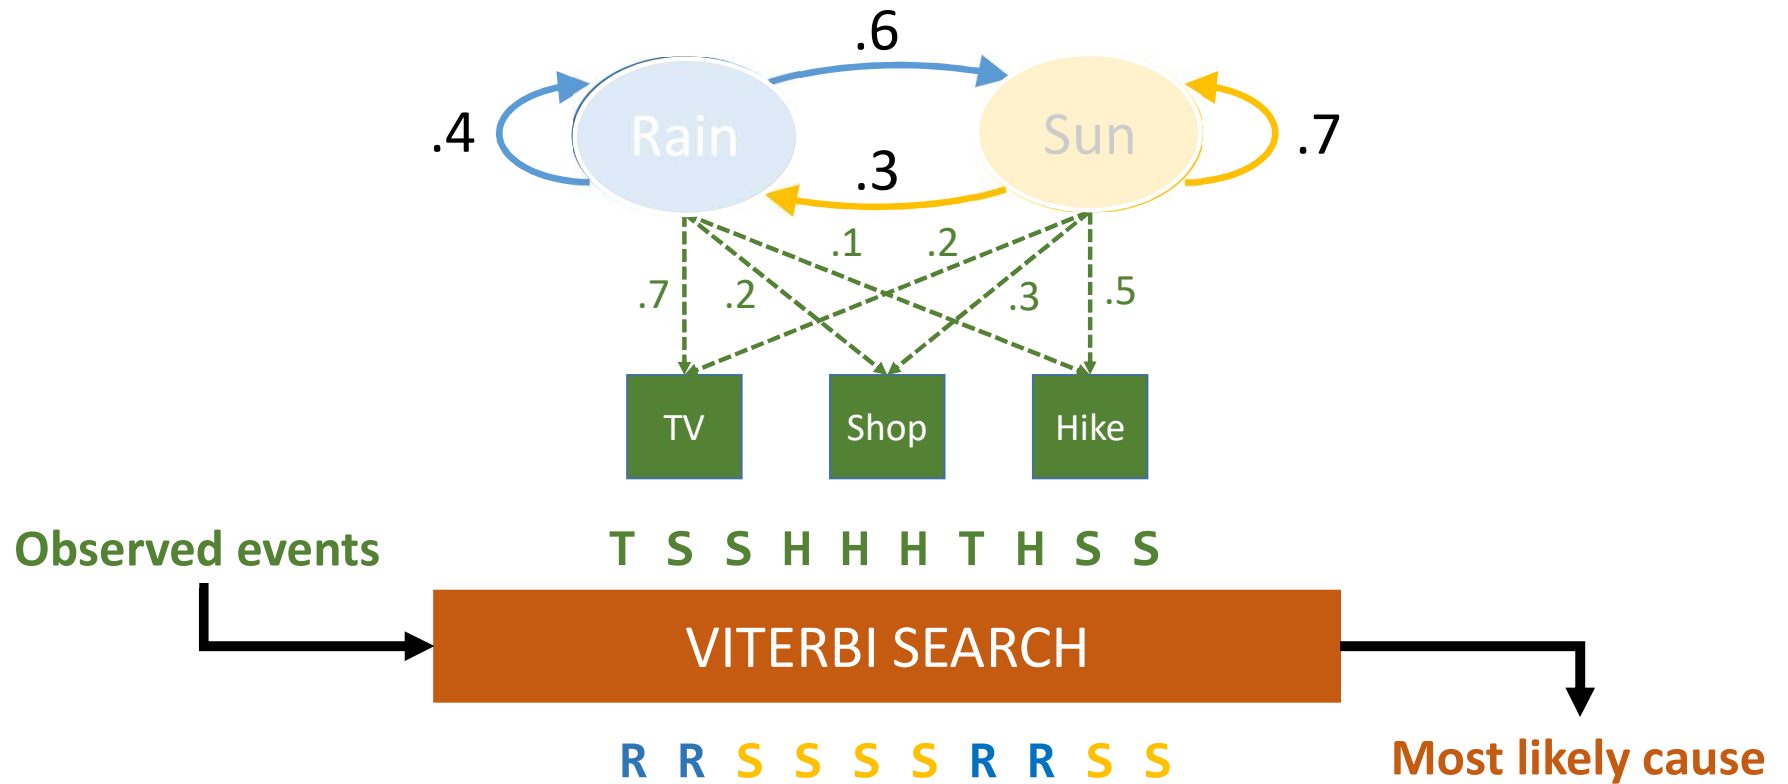 .6
.4
Rain
Sun
.7
.3
.1
.2
.7
.2
.3
.5
TV
Shop
Hike
Observed events
T S S H H H T H S S
VITERBI SEARCH
R R S S S S R R S S
Most likely cause